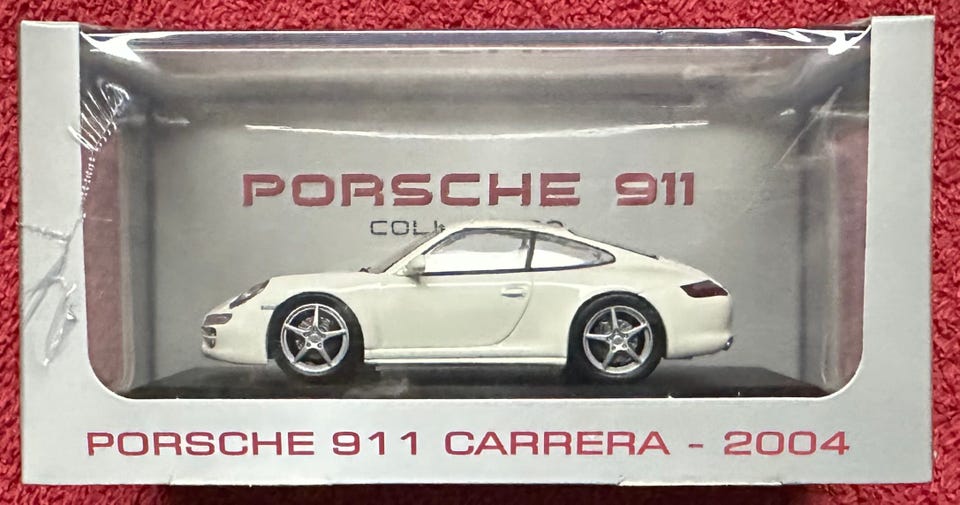 PORSCHE 911
PORSCHE 911 CARRERA - 2004